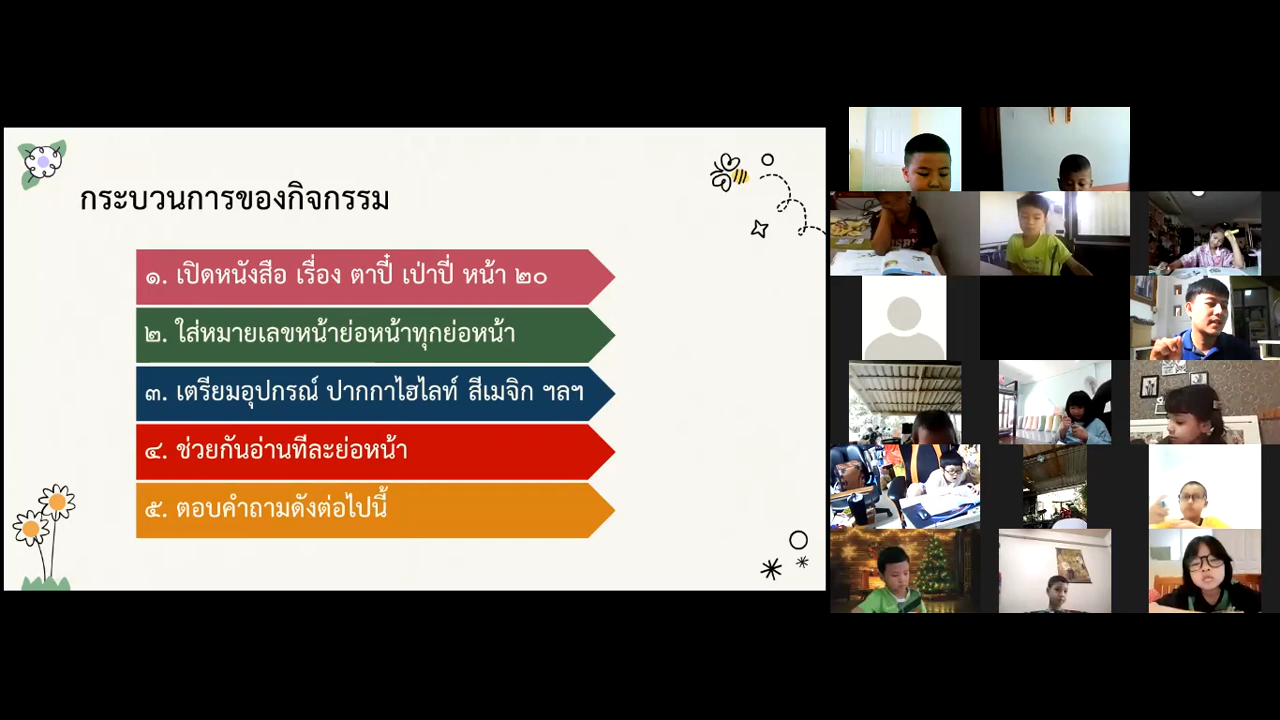 กระบวนการของกิจกรรม
๑. เปิดหนังสือ เรื่อง ตาปี๋ เป่าปี่ หน้า ๒๐
๒. ใส่หมายเลขหน้าย่อหน้าทุกย่อหน้า
๓. เตรียมอุปกรณ์ ปากกาไฮไลท์ สีเมจิก ฯลฯ
๔. ช่วยกันอ่านทีละย่อหน้า
๕. ตอบคำถามดังต่อไปนี้